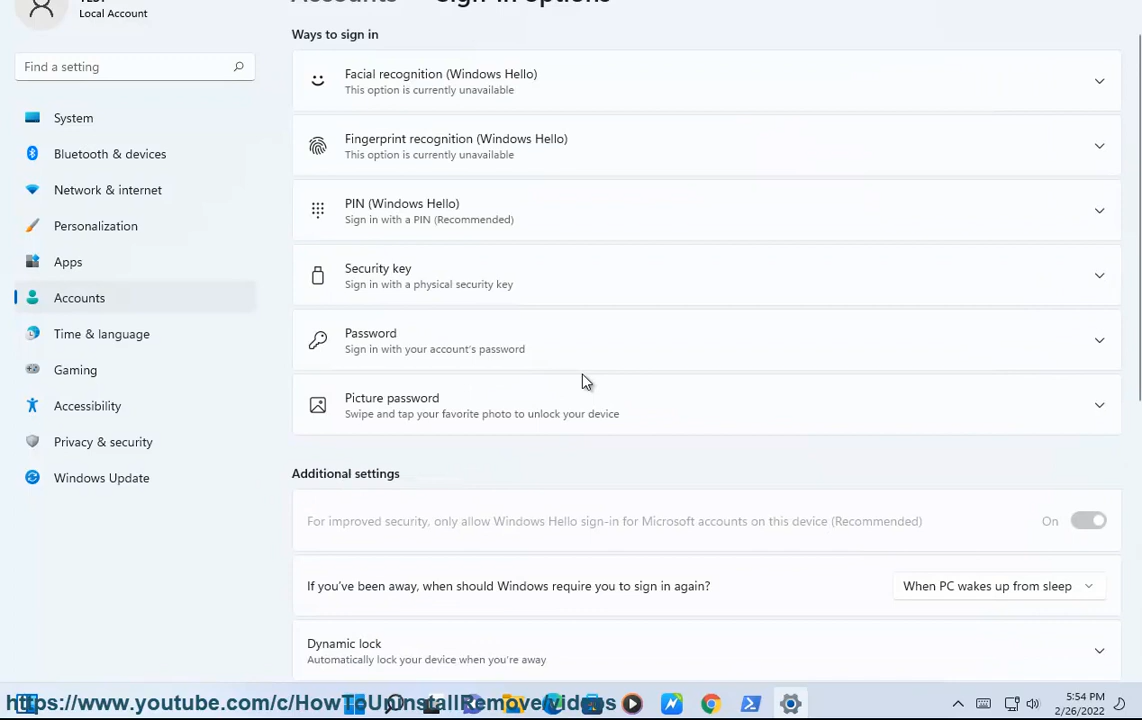 TEST
Local Account
Accounts Sign-in options
Ways to sign in
Find a setting
System
Bluetooth & devices
Network & internet
Personalization
Apps
Accounts
Time & language
Gaming
Accessibility
Privacy & security
Windows Update
Facial recognition (Windows Hello)
This option is currently unavailable
Fingerprint recognition (Windows Hello)
This option is currently unavailable
PIN (Windows Hello)
Sign in with a PIN (Recommended)
Security key
Sign in with a physical security key
Password
Sign in with your account's password
Picture password
Swipe and tap your favorite photo to unlock your device
Additional settings
For improved security, only allow Windows Hello sign-in for Microsoft accounts on this device (Recommended)
On
If you've been away, when should Windows require you to sign in again?
When PC wakes up from sleep
Dynamic lock
Automatically lock your device when you're away
https://www.youtube.com/c/HowToUninstallRemove/videos
5:54 PM
2/26/2022